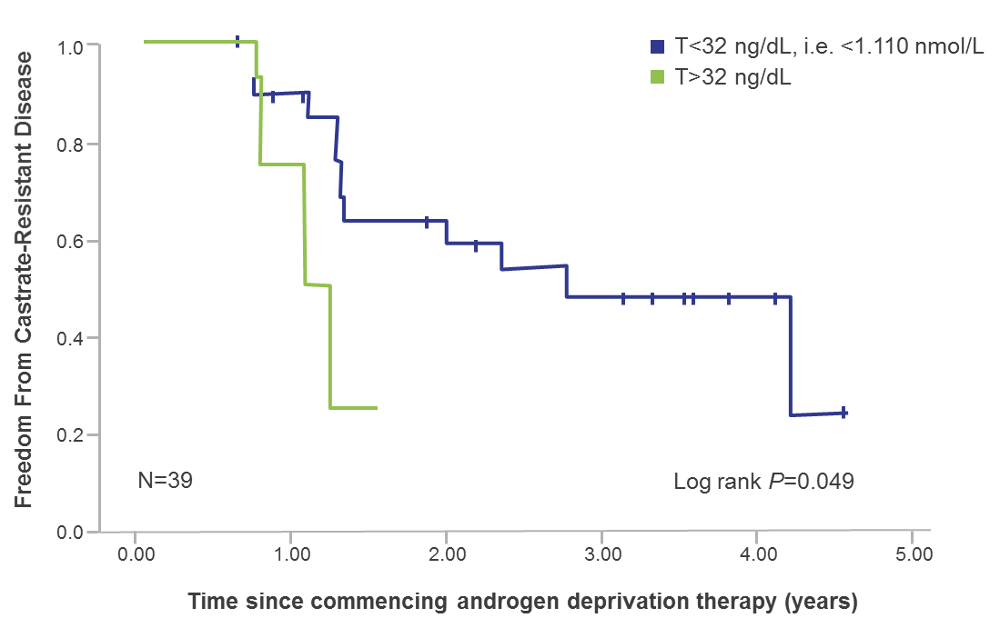 T<32 ng/dL, i.e. <1.110 nmol/L
T>32 ng/dL
Freedom From Castrate-Resistant Disease
1.0
0.8
0.6
0.4
0.2
0.0
N=39
Log rank P=0.049
0.00 1.00 2.00 3.00 4.00 5.00
Time since commencing androgen deprivation therapy (years)